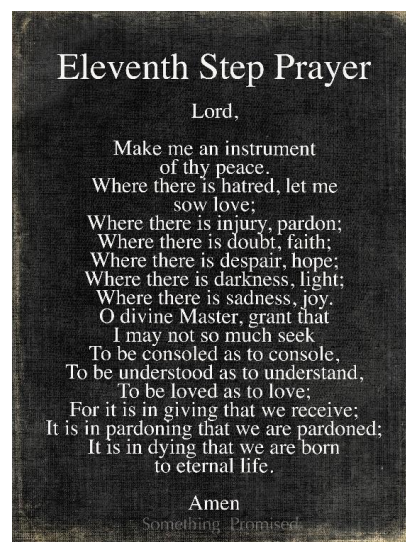 Eleventh Step Prayer
Lord,
Make me an instrument
of thy peace.
Where there is hatred, let me
sow love;
Where there is injury, pardon;
Where there is doubt, faith;
Where there is despair, hope;
Where there is darkness, light;
Where there is sadness, joy.
O divine Master, grant that
I may not so much seek
To be consoled as to console,
To be understood as to understand,
To be loved as to love;
For it is in giving that we receive;
It is in pardoning that we are pardoned;
It is in dying that we are born
to eternal life.
Amen
Something Promised